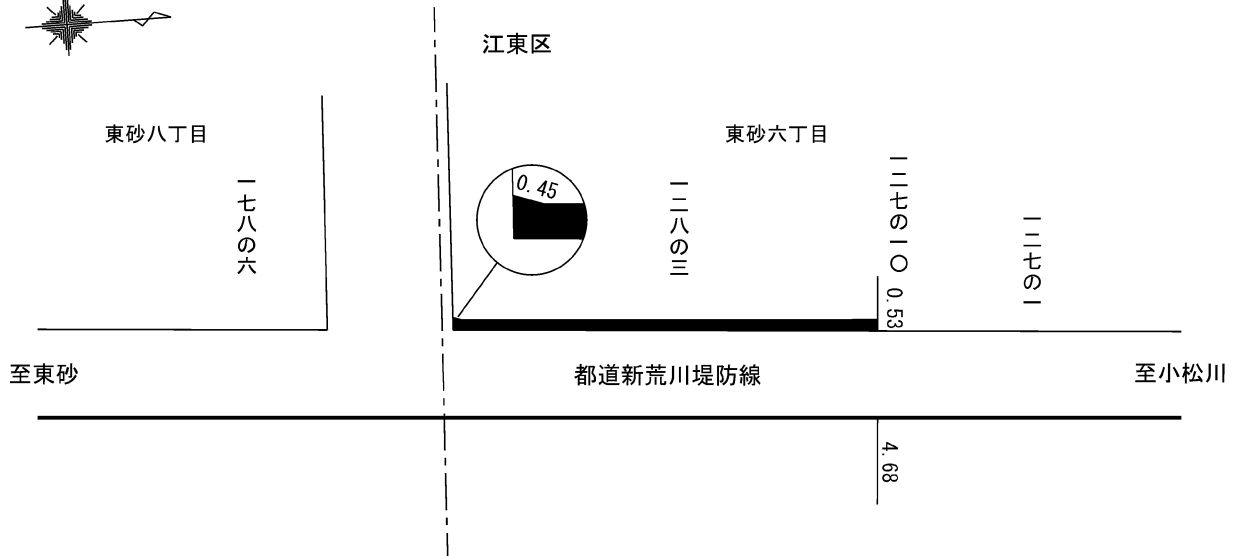 江東区
東砂八丁目
東砂六丁目
一七八の六
0.45
一二八の三
一二七の一〇
0.53
一二七の一
至東砂
都道新荒川堤防線
至小松川
4.68